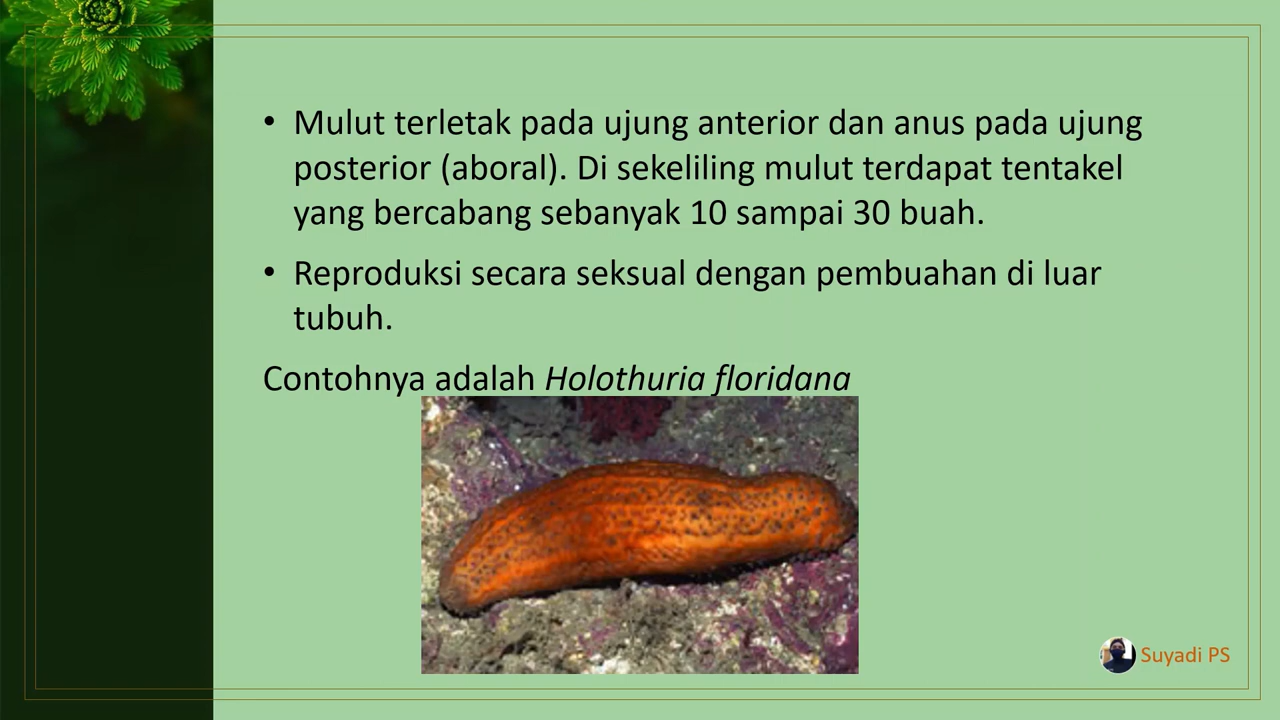 • Mulut terletak pada ujung anterior dan anus pada ujung
posterior (aboral). Di sekeliling mulut terdapat tentakel
yang bercabang sebanyak 10 sampai 30 buah.
• Reproduksi secara seksual dengan pembuahan di luar
tubuh.
Contohnya adalah Holothuria floridana
Suyadi PS